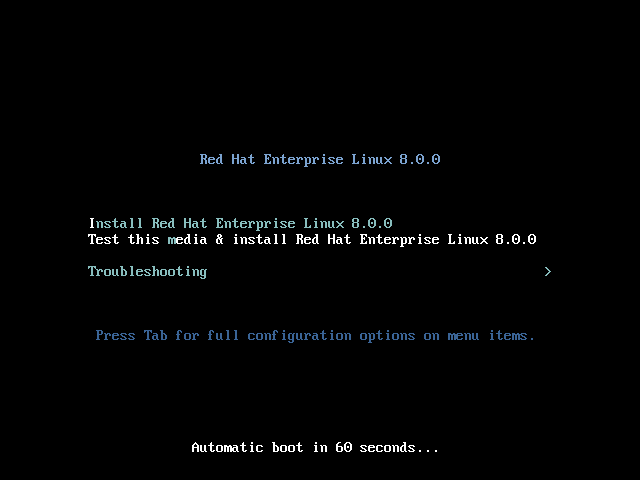 Red Hat Enterprise Linux 8.0.0
Install Red Hat Enterprise Linux 8.0.0
Test this media & install Red Hat Enterprise Linux 8.0.0
Troubleshooting >
Press Tab for full configuration options on menu items.
Automatic boot in 60 seconds...